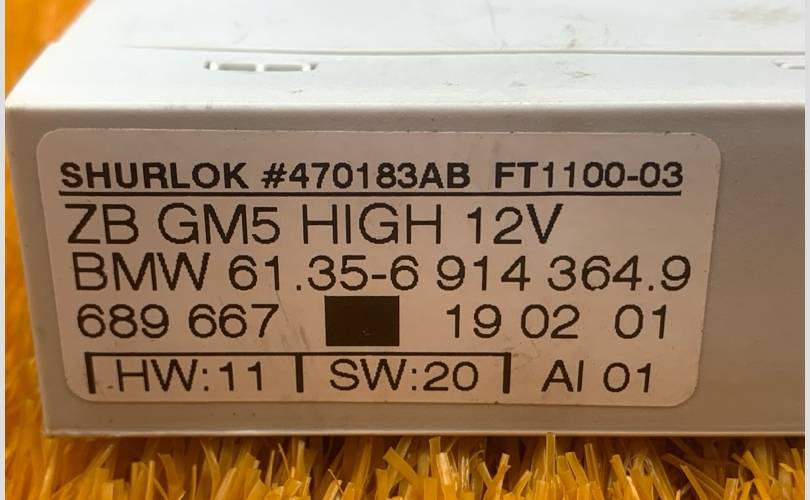 SHURLOK #470183AB FT1100-03
ZB GM5 HIGH 12V
BMW 61.35-6 914 364.9
689 667 19 02 01
HW:11 SW:20 AI 01